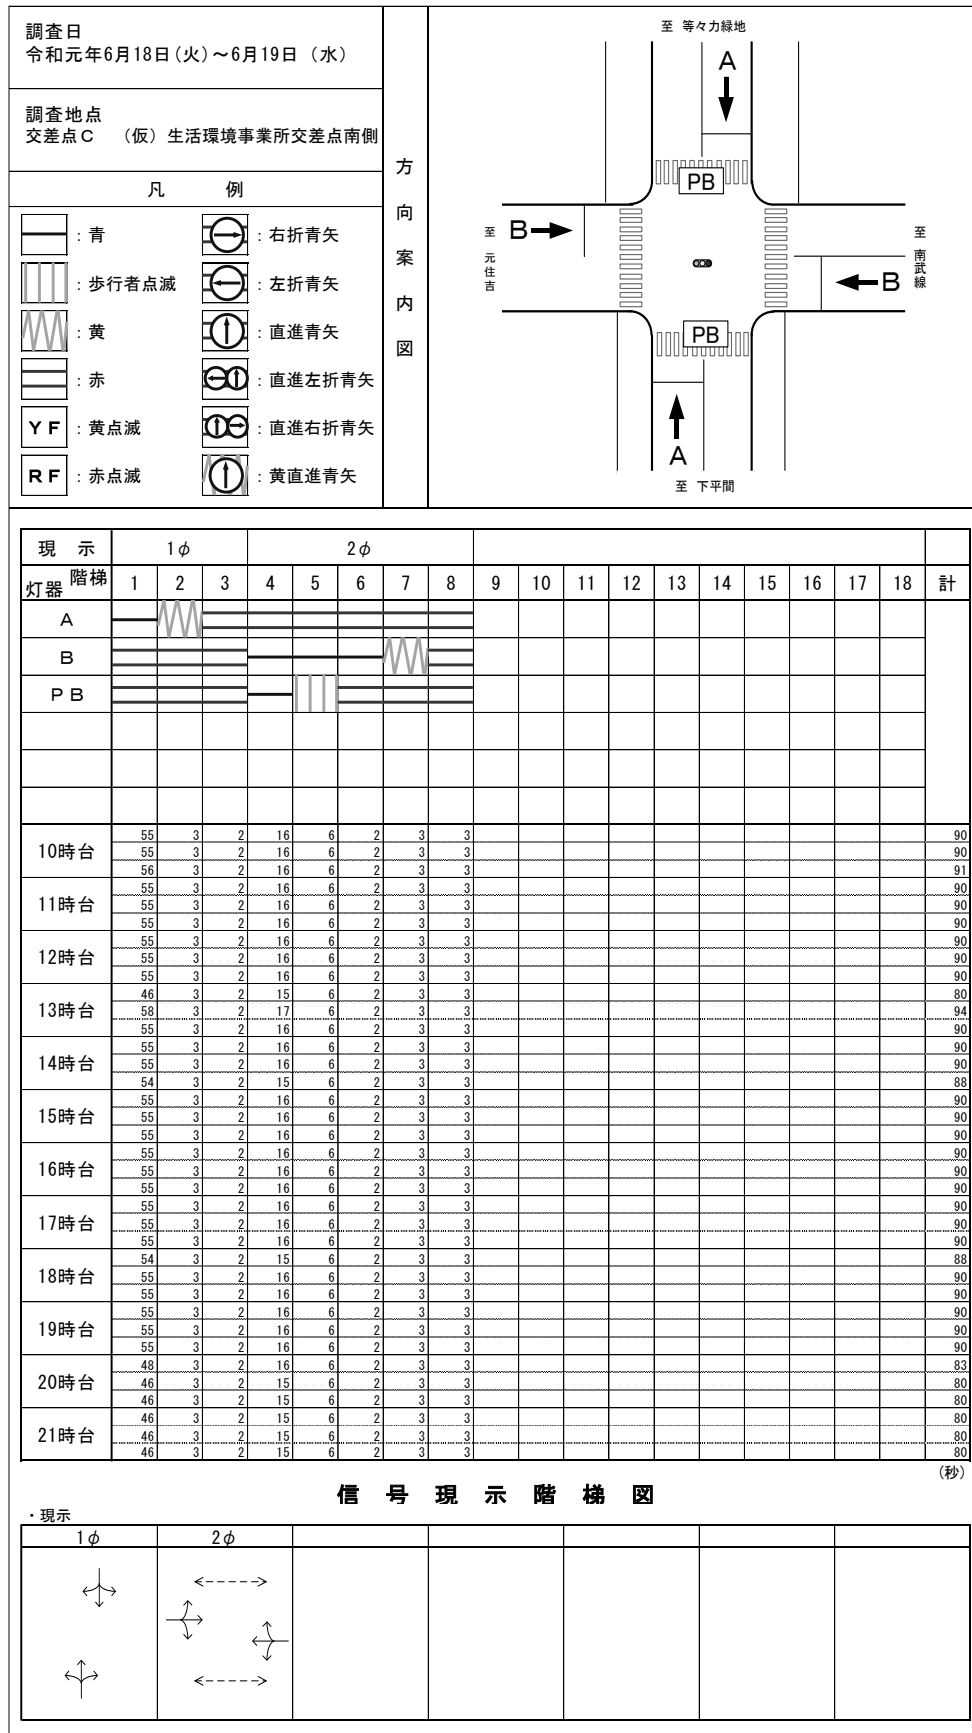 調査日
令和元年6月18日(火)～6月19日（水）
調査地点
交差点C （仮）生活環境事業所交差点南側
凡 例
：青
：右折青矢
：歩行者点滅
：左折青矢
：黄
：直進青矢
：赤
：直進左折青矢
YF ：黄点滅
：直進右折青矢
RF ：赤点滅
：黄直進青矢
方向案内図
至 等々力緑地
A
PB
至 元住吉
B
至 南武線
B
PB
A
至 下平間
現 示 1φ 2φ
灯器 階梯 1 2 3 4 5 6 7 8 9 10 11 12 13 14 15 16 17 18 計
A
B
PB
10時台
55 3 2 16 6 2 3 3 90
55 3 2 16 6 2 3 3 90
56 3 2 16 6 2 3 3 91
11時台
55 3 2 16 6 2 3 3 90
55 3 2 16 6 2 3 3 90
55 3 2 16 6 2 3 3 90
12時台
55 3 2 16 6 2 3 3 90
55 3 2 16 6 2 3 3 90
55 3 2 16 6 2 3 3 90
13時台
46 3 2 15 6 2 3 3 80
58 3 2 17 6 2 3 3 94
55 3 2 16 6 2 3 3 90
14時台
55 3 2 16 6 2 3 3 90
55 3 2 16 6 2 3 3 90
54 3 2 15 6 2 3 3 88
15時台
55 3 2 16 6 2 3 3 90
55 3 2 16 6 2 3 3 90
55 3 2 16 6 2 3 3 90
16時台
55 3 2 16 6 2 3 3 90
55 3 2 16 6 2 3 3 90
55 3 2 16 6 2 3 3 90
17時台
55 3 2 16 6 2 3 3 90
55 3 2 16 6 2 3 3 90
55 3 2 16 6 2 3 3 90
18時台
54 3 2 15 6 2 3 3 88
55 3 2 16 6 2 3 3 90
55 3 2 16 6 2 3 3 90
19時台
55 3 2 16 6 2 3 3 90
55 3 2 16 6 2 3 3 90
55 3 2 16 6 2 3 3 90
20時台
48 3 2 16 6 2 3 3 83
46 3 2 15 6 2 3 3 80
46 3 2 15 6 2 3 3 80
21時台
46 3 2 15 6 2 3 3 80
46 3 2 15 6 2 3 3 80
46 3 2 15 6 2 3 3 80
(秒)
信号現示階梯図
・現示
1φ 2φ